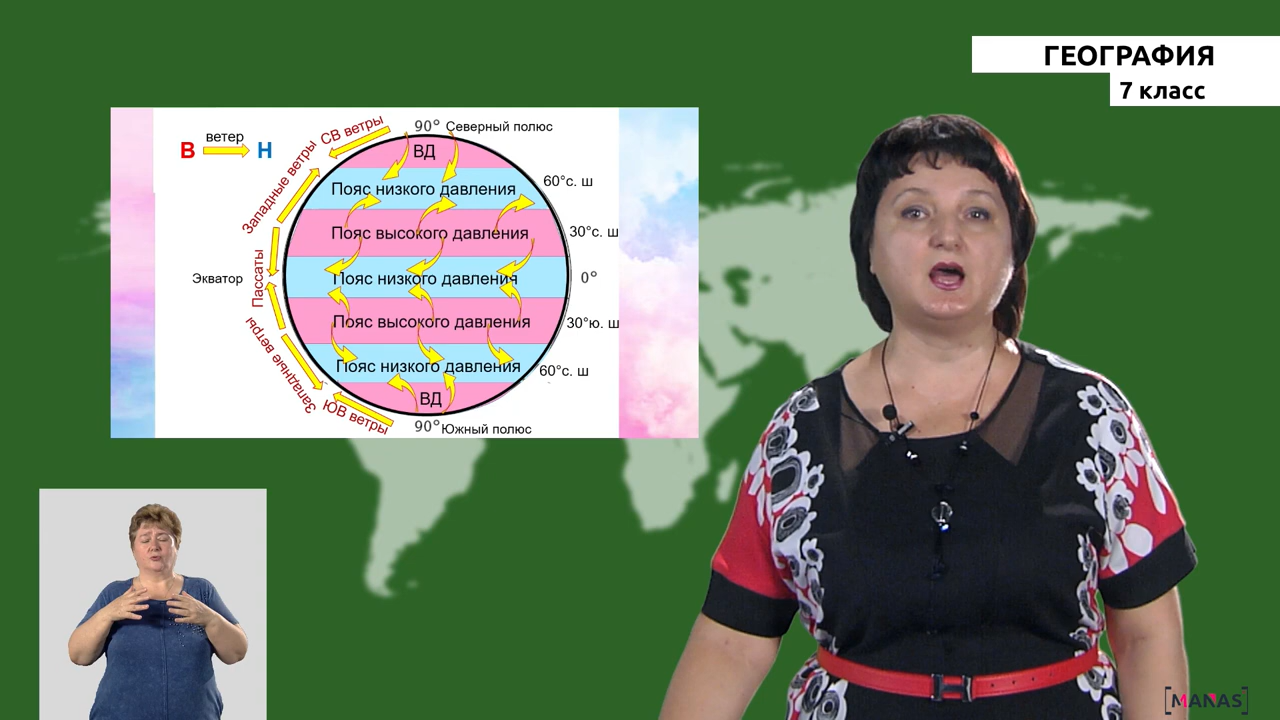 ГЕОГРАФИЯ
7 класс
ветер
В Н
СВ ветры
Западные ветры
Пассаты
Экватор
Западные ветры
ЮВ ветры
90° Северный полюс
ВД
Пояс низкого давления
60°с. ш
Пояс высокого давления
30°с. ш
Пояс низкого давления
0°
Пояс высокого давления
30°ю. ш
Пояс низкого давления
60°с. ш
ВД
90° Южный полюс
[MANAS]